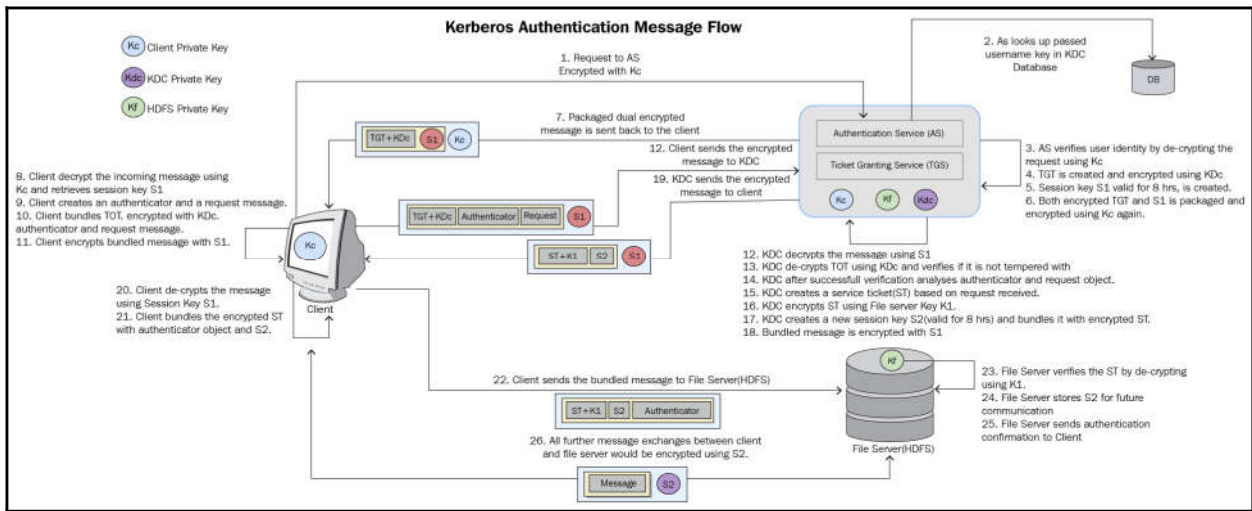 Kerberos Authentication Message Flow
Kc Client Private Key
Kdc KDC Private Key
Kf HDFS Private Key
1. Request to AS
Encrypted with Kc
2. As looks up passed
username key in KDC
Database
DB
7. Packaged dual encrypted
message is sent back to the client
TGT+KDc S1 Kc
Authentication Service (AS)
Ticket Granting Service (TGS)
Kc Kf Kdc
12. Client sends the encrypted
message to KDC
19. KDC sends the encrypted
message to client
3. AS verifies user identity by de-crypting the
request using Kc
4. TGT is created and encrypted using KDc
5. Session key S1 valid for 8 hrs, is created.
6. Both encrypted TGT and S1 is packaged and
encrypted using Kc again.
8. Client decrypt the incoming message using
Kc and retrieves session key S1
9. Client creates an authenticator and a request message.
10. Client bundles TOT. encrypted with KDc.
authenticator and request message.
11. Client encrypts bundled message with S1.
TGT+KDc Authenticator Request S1
Kc
Client
ST+K1 S2 S1
12. KDC decrypts the message using S1
13. KDC de-crypts TOT using KDc and verifies if it is not tempered with
14. KDC after successfull verification analyses authenticator and request object.
15. KDC creates a service ticket(ST) based on request received.
16. KDC encrypts ST using File server Key K1.
17. KDC creates a new session key S2(valid for 8 hrs) and bundles it with encrypted ST.
18. Bundled message is encrypted with S1
20. Client de-crypts the message
using Session Key S1.
21. Client bundles the encrypted ST
with authenticator object and S2.
22. Client sends the bundled message to File Server(HDFS)
ST+K1 S2 Authenticator
Kf
File Server(HDFS)
23. File Server verifies the ST by de-crypting
using K1.
24. File Server stores S2 for future
communication
25. File Server sends authentication
confirmation to Client
26. All further message exchanges between client
and file server would be encrypted using S2.
Message S2